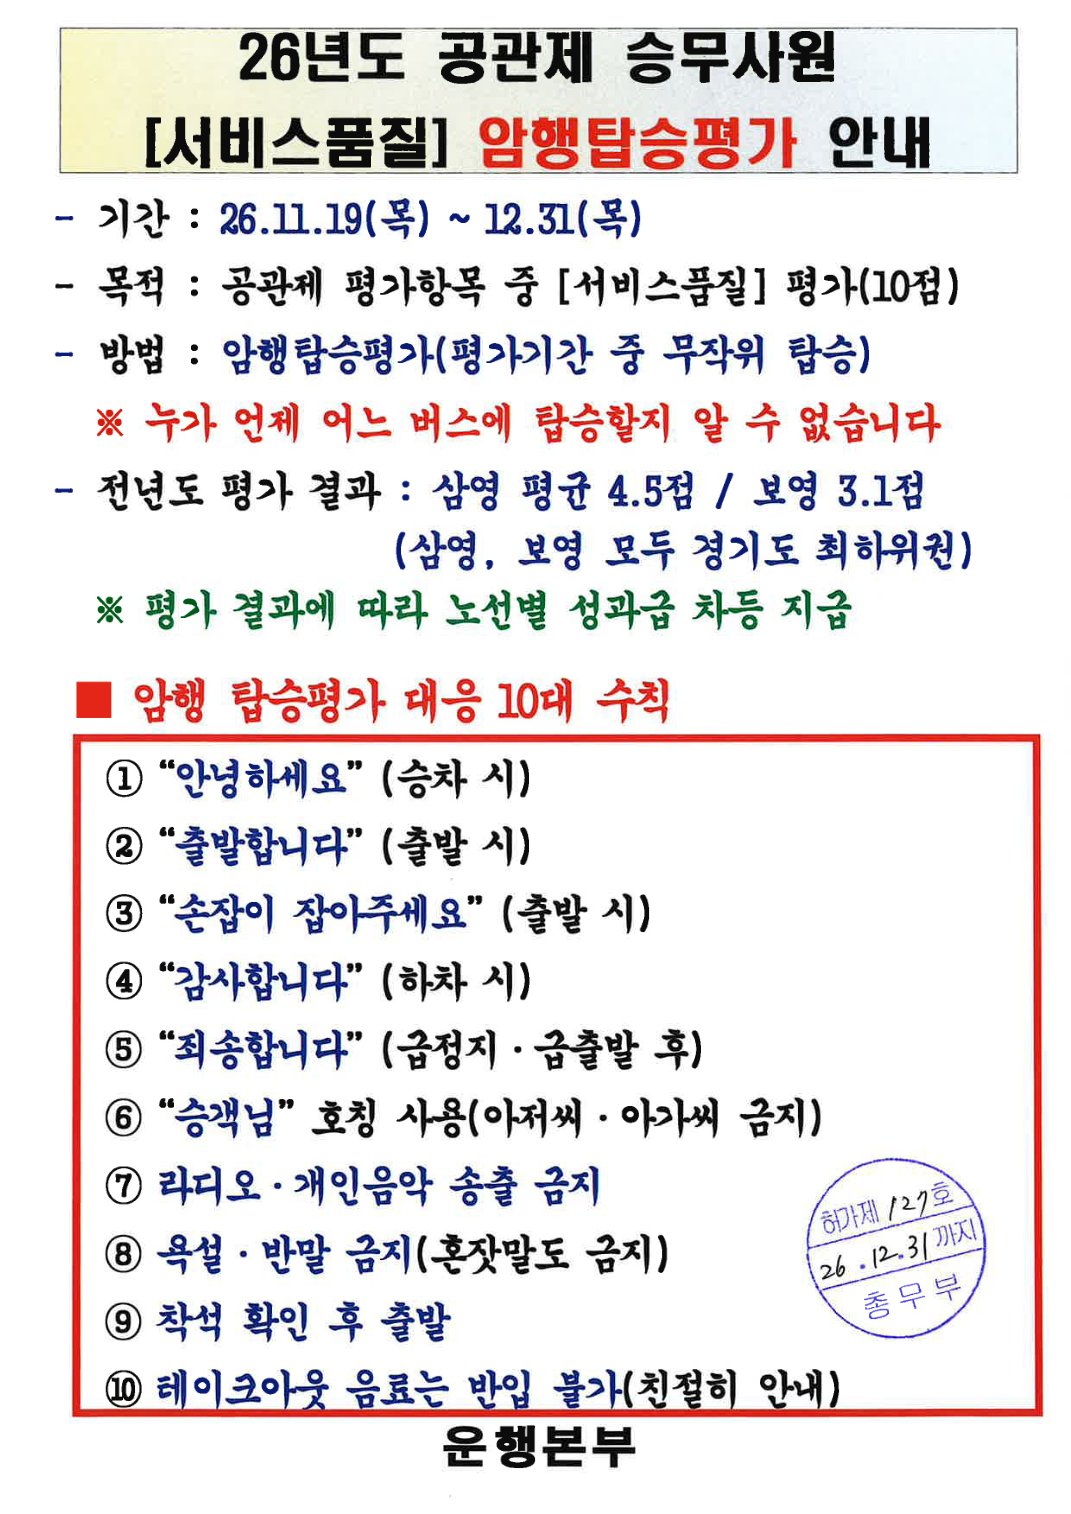 26년도 공관제 승무사원
[서비스품질] 암행탑승평가 안내
- 기간 : 26.11.19(목) ~ 12.31(목)
- 목적 : 공관제 평가항목 중 [서비스품질] 평가(10점)
- 방법 : 암행탑승평가(평가기간 중 무작위 탑승)
※ 누가 언제 어느 버스에 탑승할지 알 수 없습니다
- 전년도 평가 결과 : 삼영 평균 4.5점 / 보영 3.1점
(삼영, 보영 모두 경기도 최하위권)
※ 평가 결과에 따라 노선별 성과급 차등 지급
■ 암행 탑승평가 대응 10대 수칙
① “안녕하세요” (승차 시)
② “출발합니다” (출발 시)
③ “손잡이 잡아주세요” (출발 시)
④ “감사합니다” (하차 시)
⑤ “죄송합니다” (급정지 · 급출발 후)
⑥ “승객님” 호칭 사용(아저씨 · 아가씨 금지)
⑦ 라디오 · 개인음악 송출 금지
⑧ 욕설 · 반말 금지(혼잣말도 금지)
⑨ 착석 확인 후 출발
⑩ 테이크아웃 음료는 반입 불가(친절히 안내)
허가제 127호
26.12.31까지
총무부
운행본부